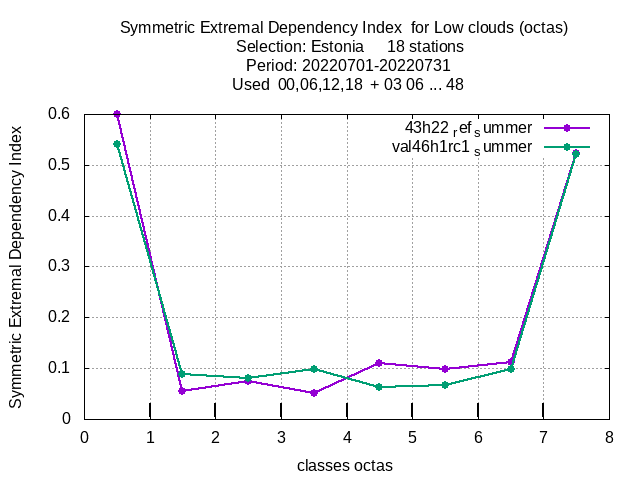 Symmetric Extremal Dependency Index for Low clouds (octas)
Selection: Estonia 18 stations
Period: 20220701-20220731
Used 00,06,12,18 + 03 06 ... 48
43h22 ref summer
val46h1rc1 summer
Symmetric Extremal Dependency Index
0.6
0.5
0.4
0.3
0.2
0.1
0
0 1 2 3 4 5 6 7 8
classes octas